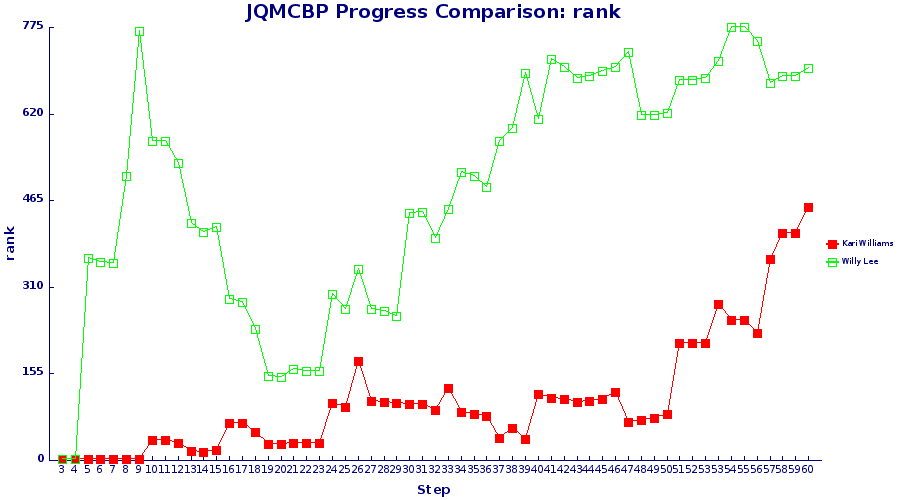 JQMCBP Progress Comparison: rank
775
620
465
310
155
0
rank
3 4 5 6 7 8 9 10 11 12 13 14 15 16 17 18 19 20 21 22 23 24 25 26 27 28 29 30 31 32 33 34 35 36 37 38 39 40 41 42 43 44 45 46 47 48 49 50 51 52 53 53 54 55 56 57 58 59 60
Step
Kari Williams
Willy Lee